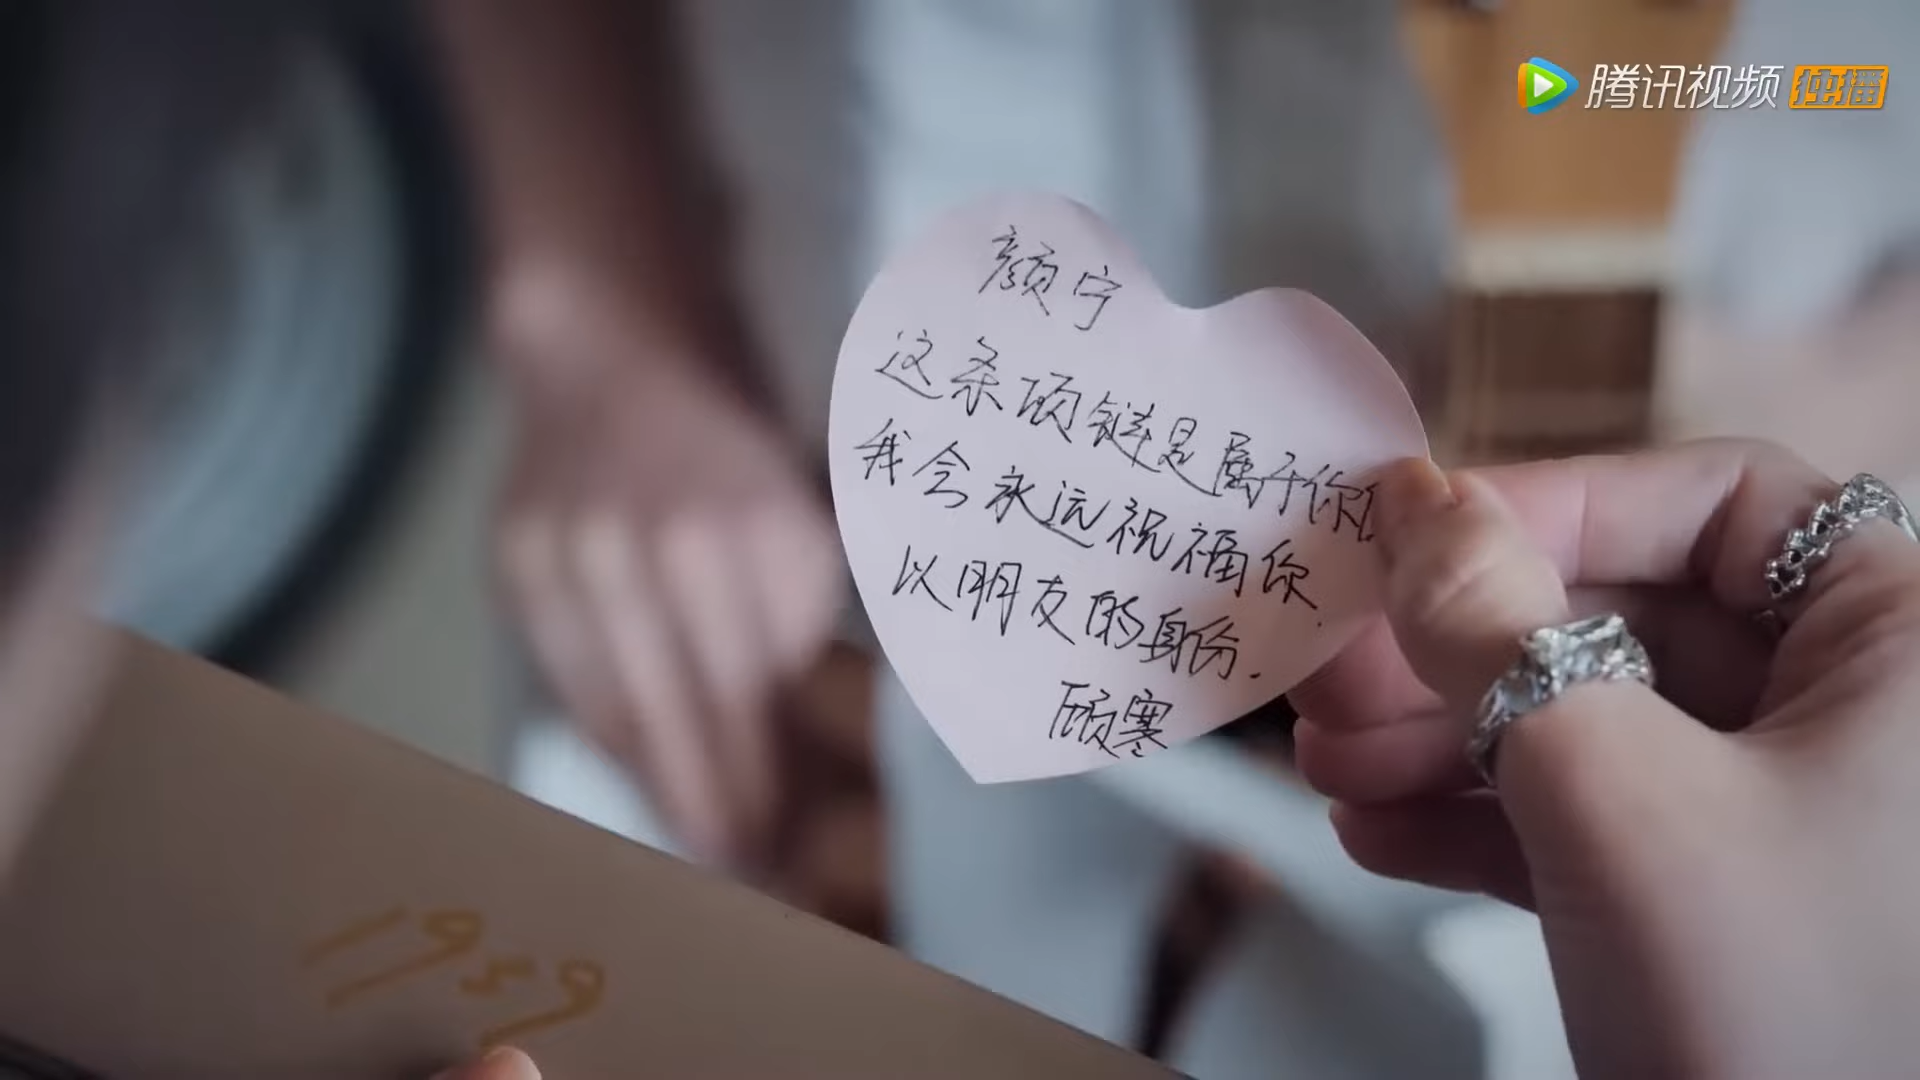 腾讯视频 独播
颜宁
这条项链是属于你
我会永远祝福你.
以朋友的身份.
顾寒
1959